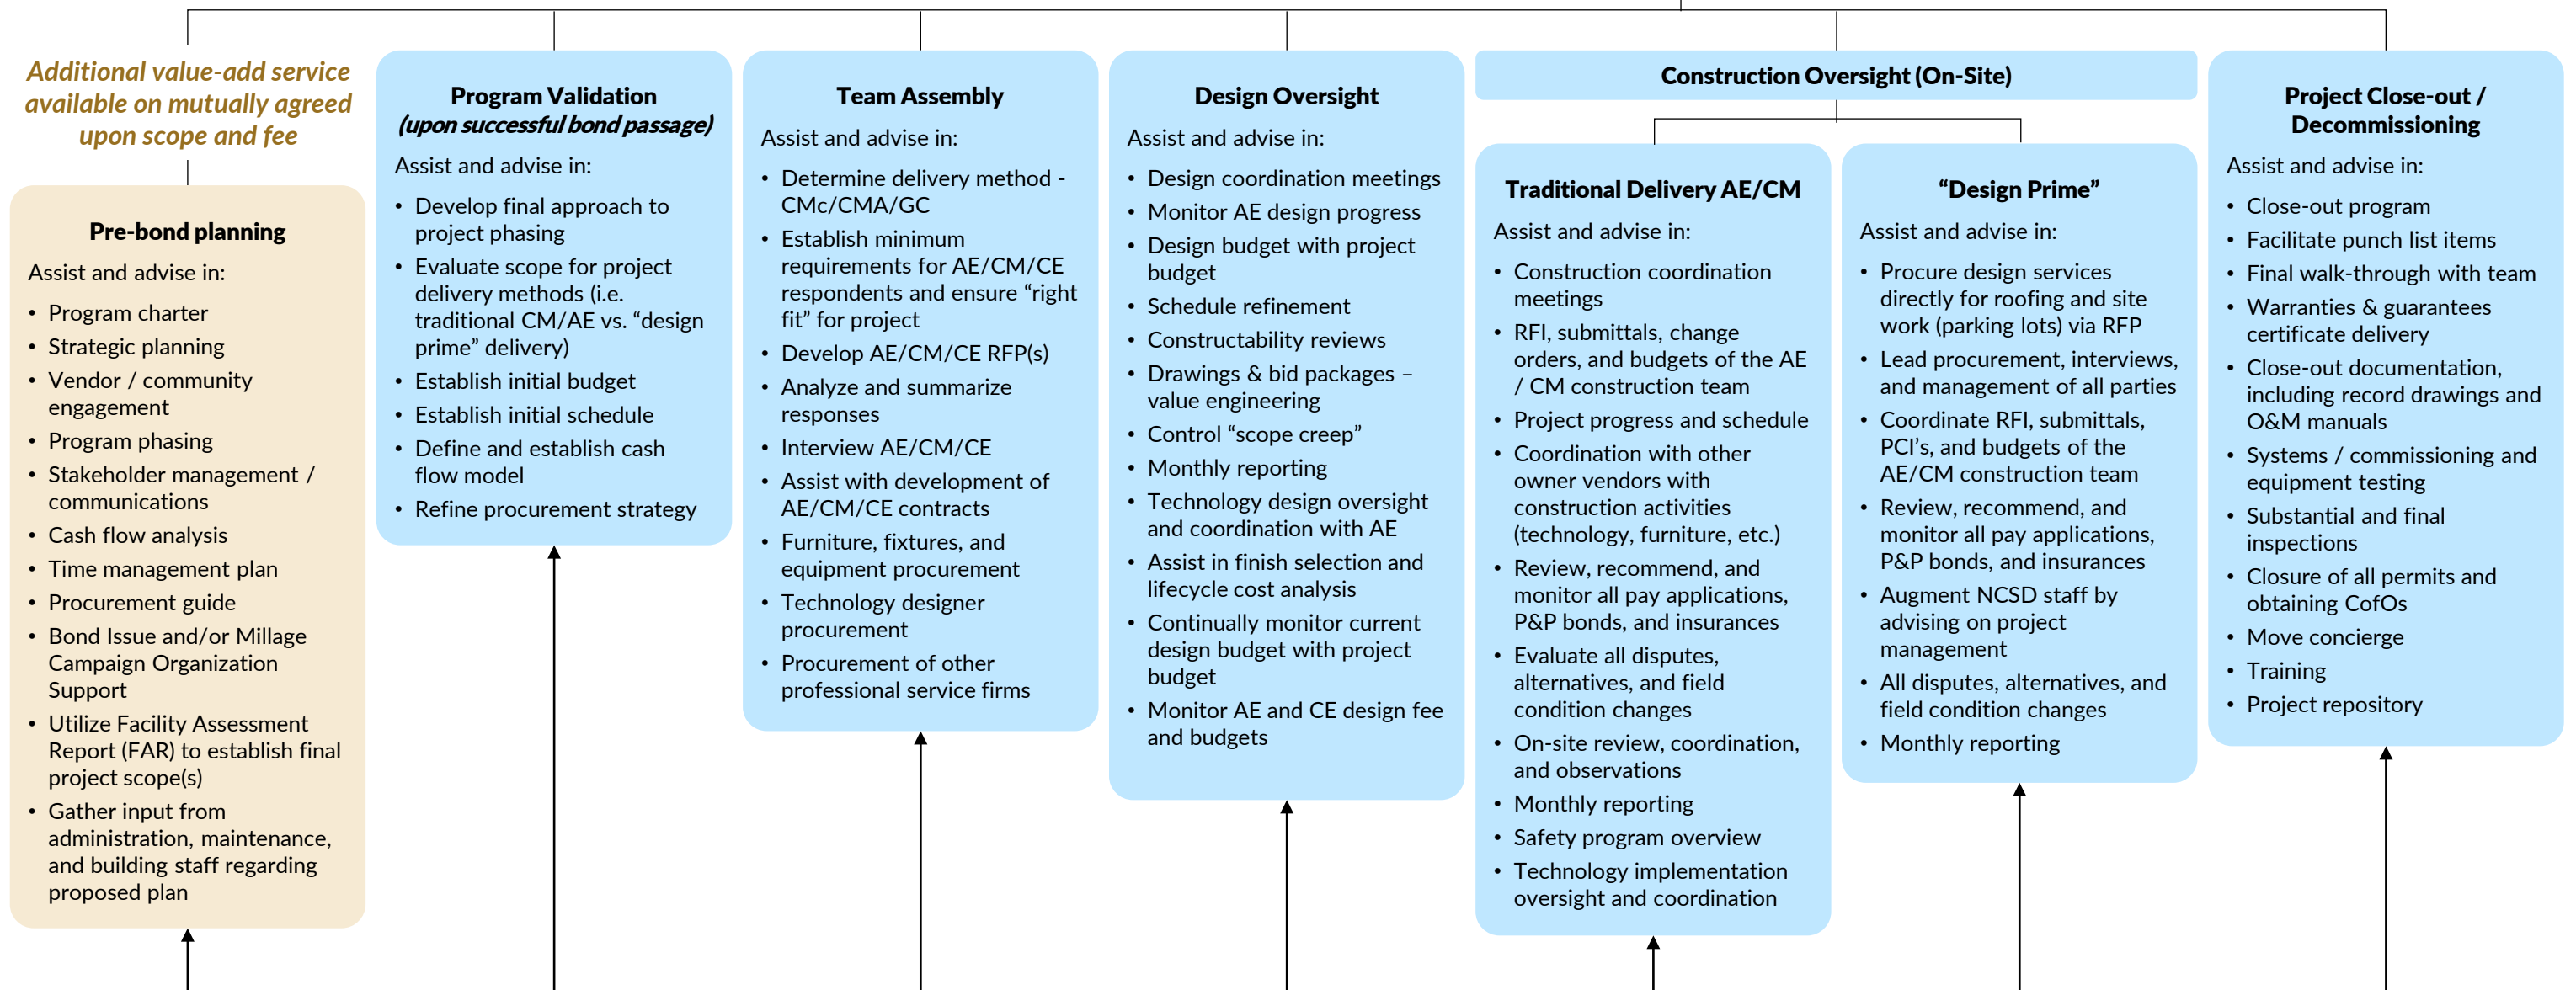 Additional value-add service
available on mutually agreed
upon scope and fee
Pre-bond planning
Assist and advise in:
• Program charter
• Strategic planning
• Vendor / community
engagement
• Program phasing
• Stakeholder management /
communications
• Cash flow analysis
• Time management plan
• Procurement guide
• Bond Issue and/or Millage
Campaign Organization
Support
• Utilize Facility Assessment
Report (FAR) to establish final
project scope(s)
• Gather input from
administration, maintenance,
and building staff regarding
proposed plan
Program Validation
(upon successful bond passage)
Assist and advise in:
• Develop final approach to
project phasing
• Evaluate scope for project
delivery methods (i.e.
traditional CM/AE vs. “design
prime” delivery)
• Establish initial budget
• Establish initial schedule
• Define and establish cash
flow model
• Refine procurement strategy
Team Assembly
Assist and advise in:
• Determine delivery method -
CMc/CMA/GC
• Establish minimum
requirements for AE/CM/CE
respondents and ensure “right
fit” for project
• Develop AE/CM/CE RFP(s)
• Analyze and summarize
responses
• Interview AE/CM/CE
• Assist with development of
AE/CM/CE contracts
• Furniture, fixtures, and
equipment procurement
• Technology designer
procurement
• Procurement of other
professional service firms
Design Oversight
Assist and advise in:
• Design coordination meetings
• Monitor AE design progress
• Design budget with project
budget
• Schedule refinement
• Constructability reviews
• Drawings & bid packages –
value engineering
• Control “scope creep”
• Monthly reporting
• Technology design oversight
and coordination with AE
• Assist in finish selection and
lifecycle cost analysis
• Continually monitor current
design budget with project
budget
• Monitor AE and CE design fee
and budgets
Construction Oversight (On-Site)
Traditional Delivery AE/CM
Assist and advise in:
• Construction coordination
meetings
• RFI, submittals, change
orders, and budgets of the AE
/ CM construction team
• Project progress and schedule
• Coordination with other
owner vendors with
construction activities
(technology, furniture, etc.)
• Review, recommend, and
monitor all pay applications,
P&P bonds, and insurances
• Evaluate all disputes,
alternatives, and field
condition changes
• On-site review, coordination,
and observations
• Monthly reporting
• Safety program overview
• Technology implementation
oversight and coordination
“Design Prime”
Assist and advise in:
• Procure design services
directly for roofing and site
work (parking lots) via RFP
• Lead procurement, interviews,
and management of all parties
• Coordinate RFI, submittals,
PCI’s, and budgets of the
AE/CM construction team
• Review, recommend, and
monitor all pay applications,
P&P bonds, and insurances
• Augment NCSD staff by
advising on project
management
• All disputes, alternatives, and
field condition changes
• Monthly reporting
Project Close-out /
Decommissioning
Assist and advise in:
• Close-out program
• Facilitate punch list items
• Final walk-through with team
• Warranties & guarantees
certificate delivery
• Close-out documentation,
including record drawings and
O&M manuals
• Systems / commissioning and
equipment testing
• Substantial and final
inspections
• Closure of all permits and
obtaining CofOs
• Move concierge
• Training
• Project repository